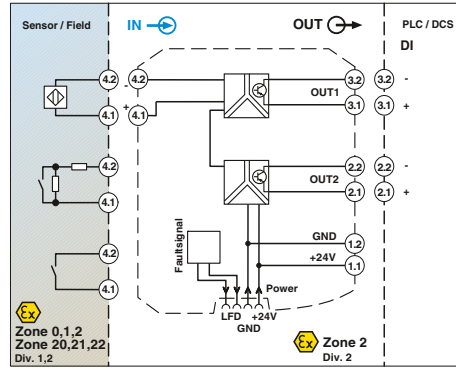 Sensor / Field
IN
OUT
PLC / DCS
DI
4.2
4.2
-
3.2
3.2
-
OUT1
4.1
+
4.1
3.1
3.1
+
4.2
2.2
2.2
-
OUT2
4.1
2.1
2.1
+
Faultsignal
GND
1.2
4.2
+24V
1.1
4.1
Power
LFD
+24V
GND
Ex
Zone 0,1,2
Zone 20,21,22
Div. 1,2
Ex
Zone 2
Div. 2